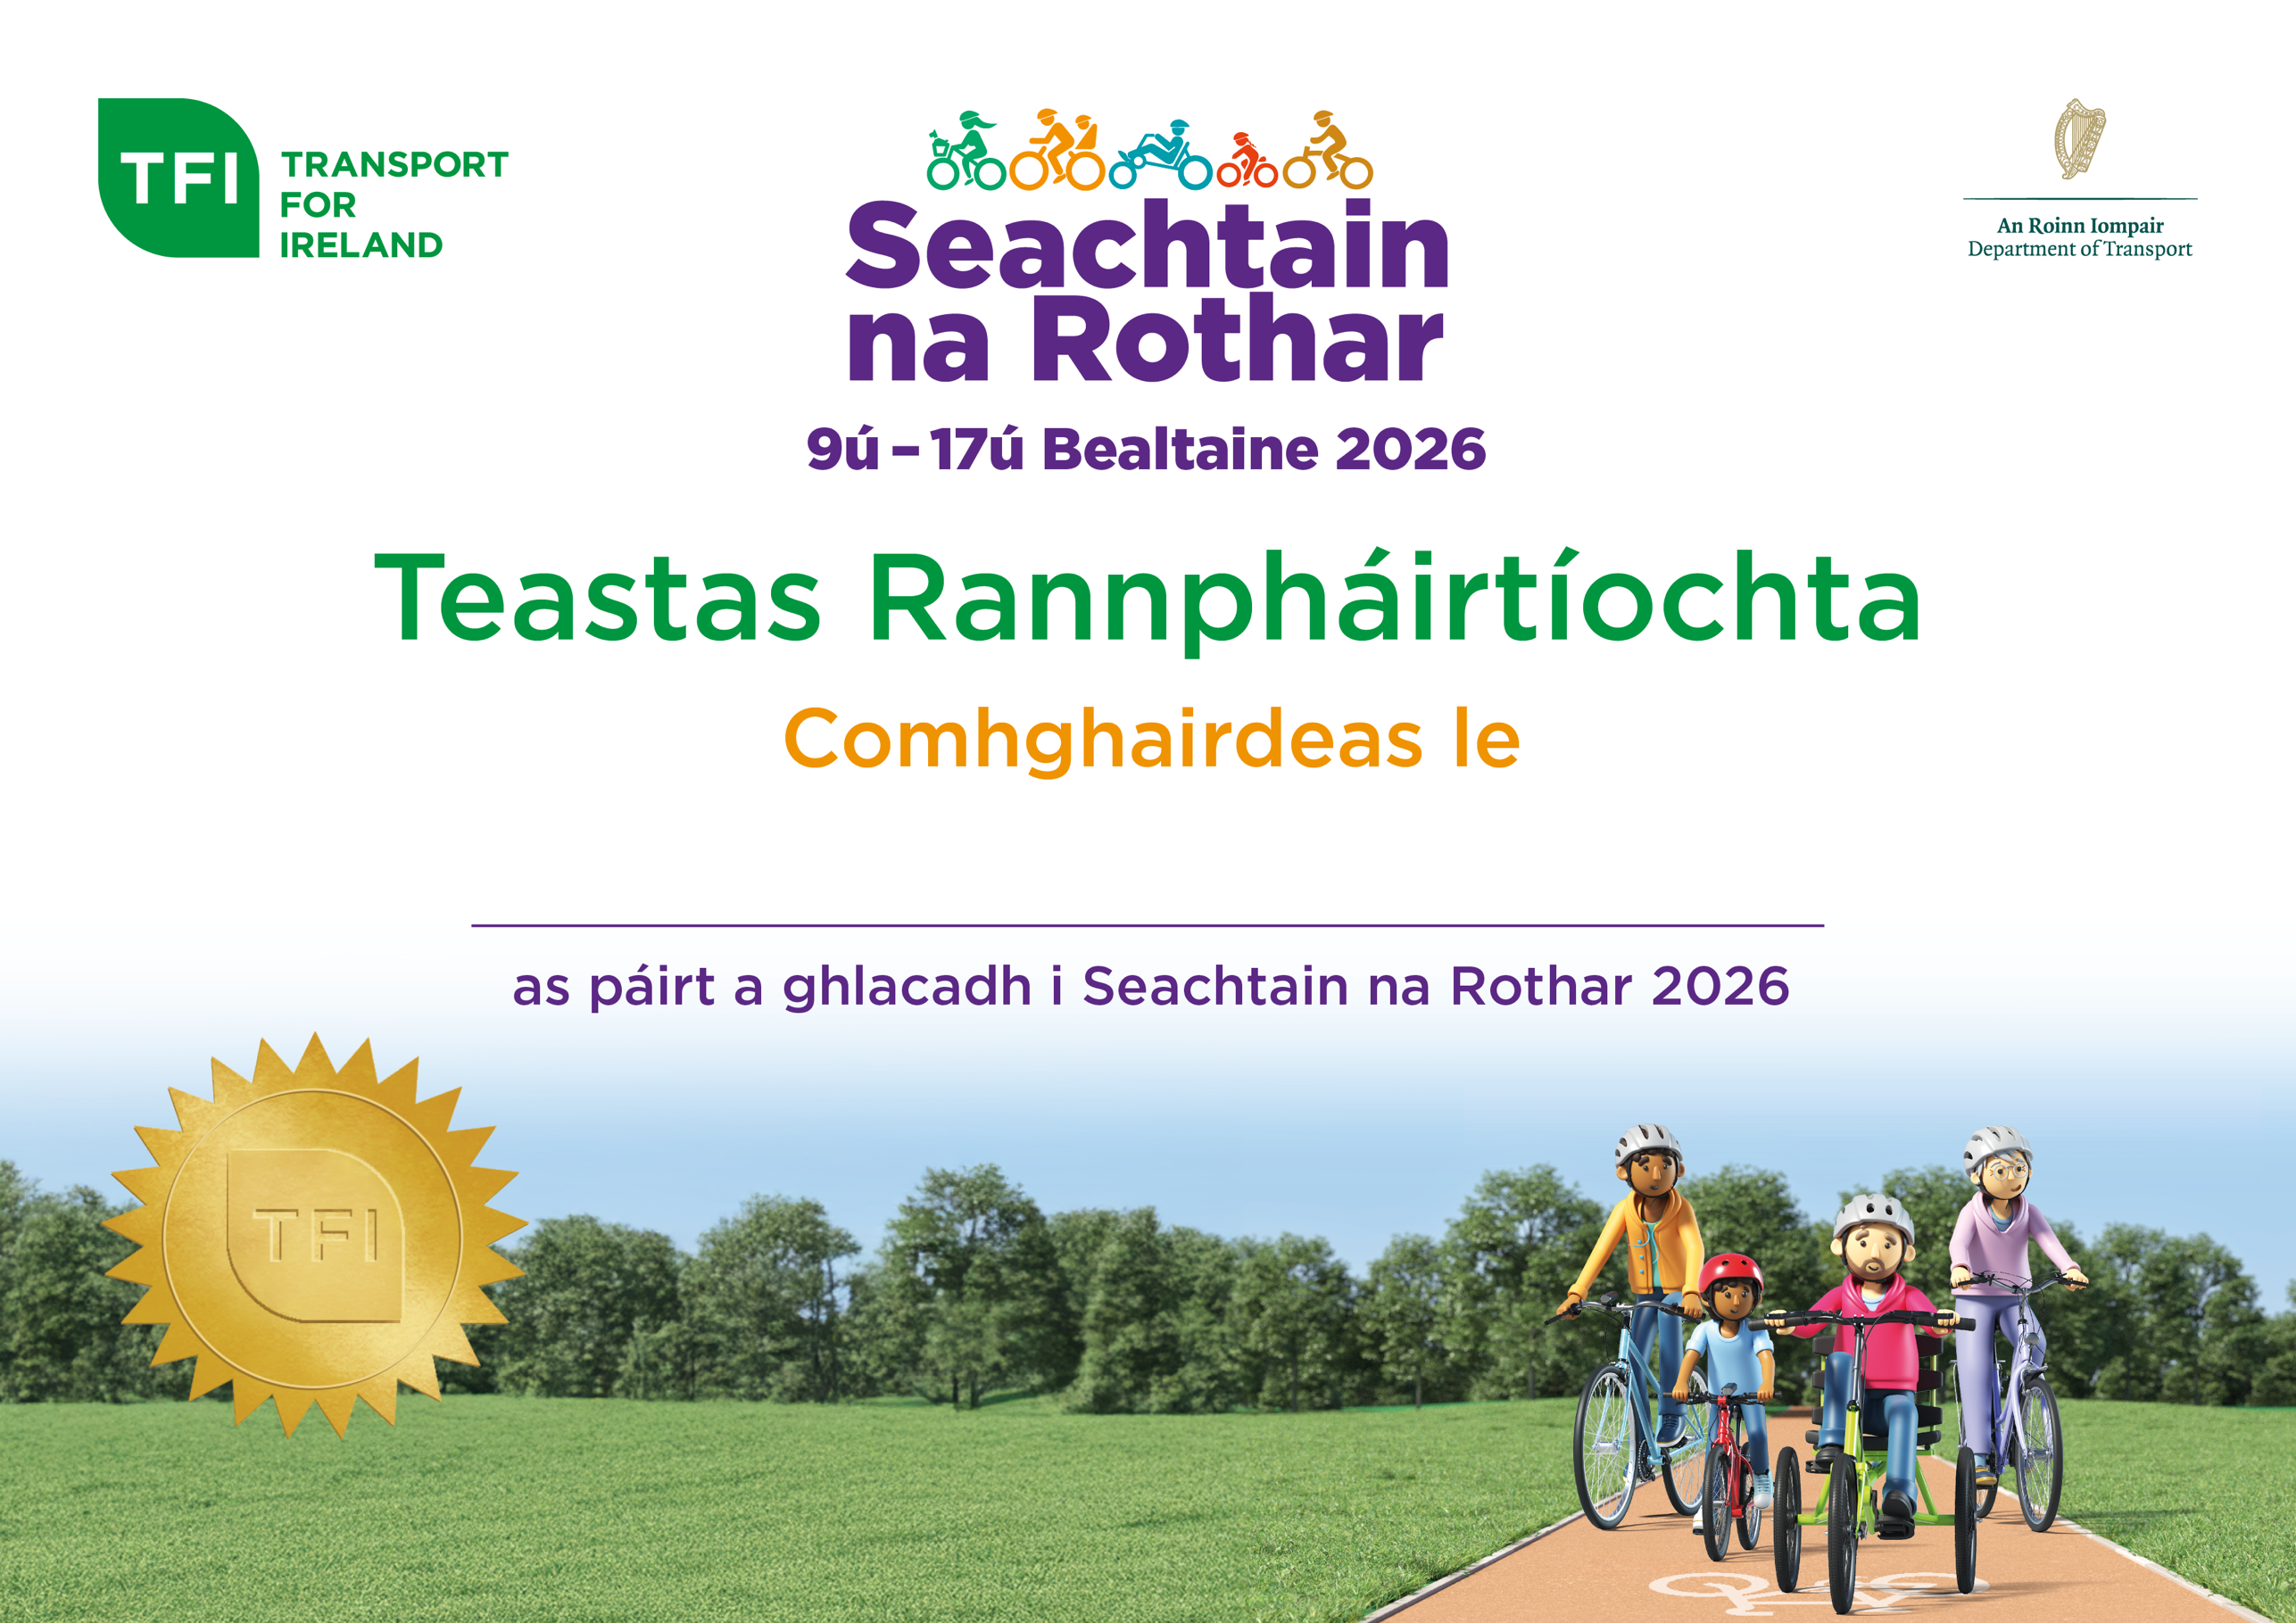 TFI
TRANSPORT
FOR
IRELAND
Seachtain
na Rothar
9ú – 17ú Bealtaine 2026
An Roinn Iompair
Department of Transport
Teastas Rannpháirtíochta
Comhghairdeas le
as páirt a ghlacadh i Seachtain na Rothar 2026
TFI